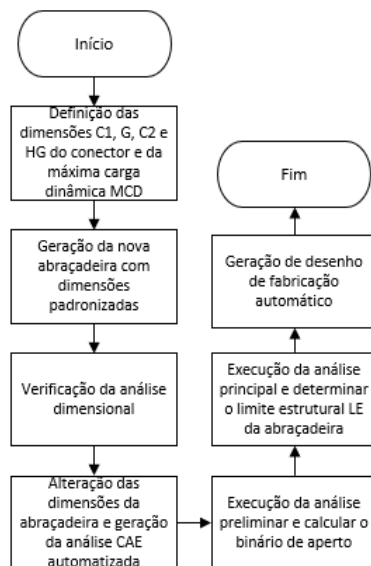 Início
Definição das
dimensões C1, G, C2 e
HG do conector e da
máxima carga
dinâmica MCD
Geração da nova
abraçadeira com
dimensões
padronizadas
Verificação da análise
dimensional
Alteração das
dimensões da
abraçadeira e geração
da análise CAE
automatizada
Execução da análise
preliminar e calcular o
binário de aperto
Execução da análise
principal e determinar
o limite estrutural LE
da abraçadeira
Geração de desenho
de fabricação
automático
Fim